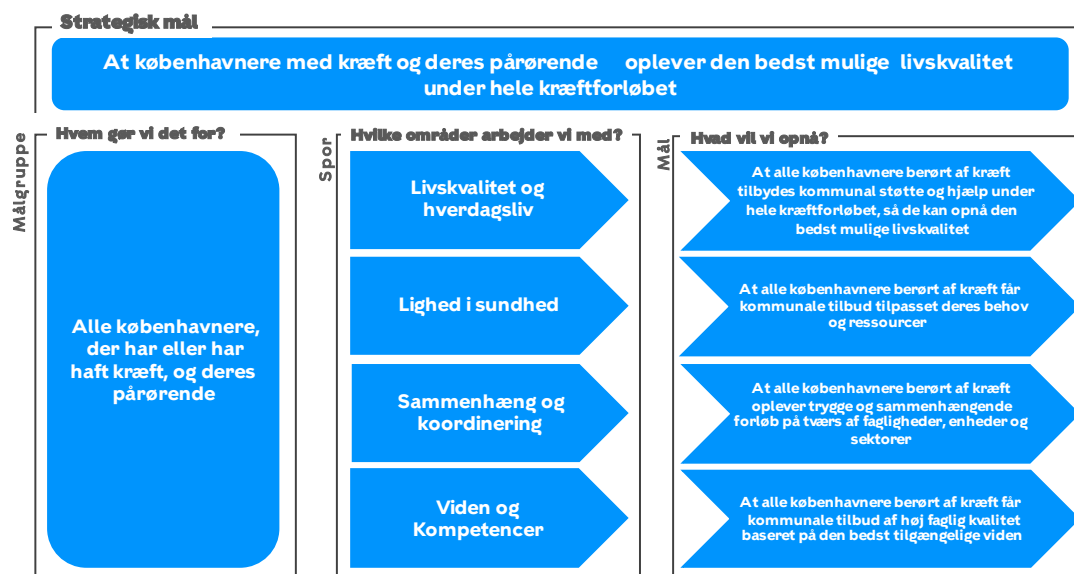 Strategisk mål
At københavnere med kræft og deres pårørende oplever den bedst mulige livskvalitet
under hele kræftforløbet
Målgruppe
Hvem gør vi det for?
Alle københavnere,
der har eller har
haft kræft, og deres
pårørende
Spor
Hvilke områder arbejder vi med?
Livskvalitet og
hverdagsliv
Lighed i sundhed
Sammenhæng og
koordinering
Viden og
Kompetencer
Mål
Hvad vil vi opnå?
At alle københavnere berørt af kræft
tilbydes kommunal støtte og hjælp under
hele kræftforløbet, så de kan opnå den
bedst mulige livskvalitet
At alle københavnere berørt af kræft får
kommunale tilbud tilpasset deres behov
og ressourcer
At alle københavnere berørt af kræft
oplever trygge og sammenhængende
forløb på tværs af fagligheder, enheder og
sektorer
At alle københavnere berørt af kræft får
kommunale tilbud af høj faglig kvalitet
baseret på den bedst tilgængelige viden